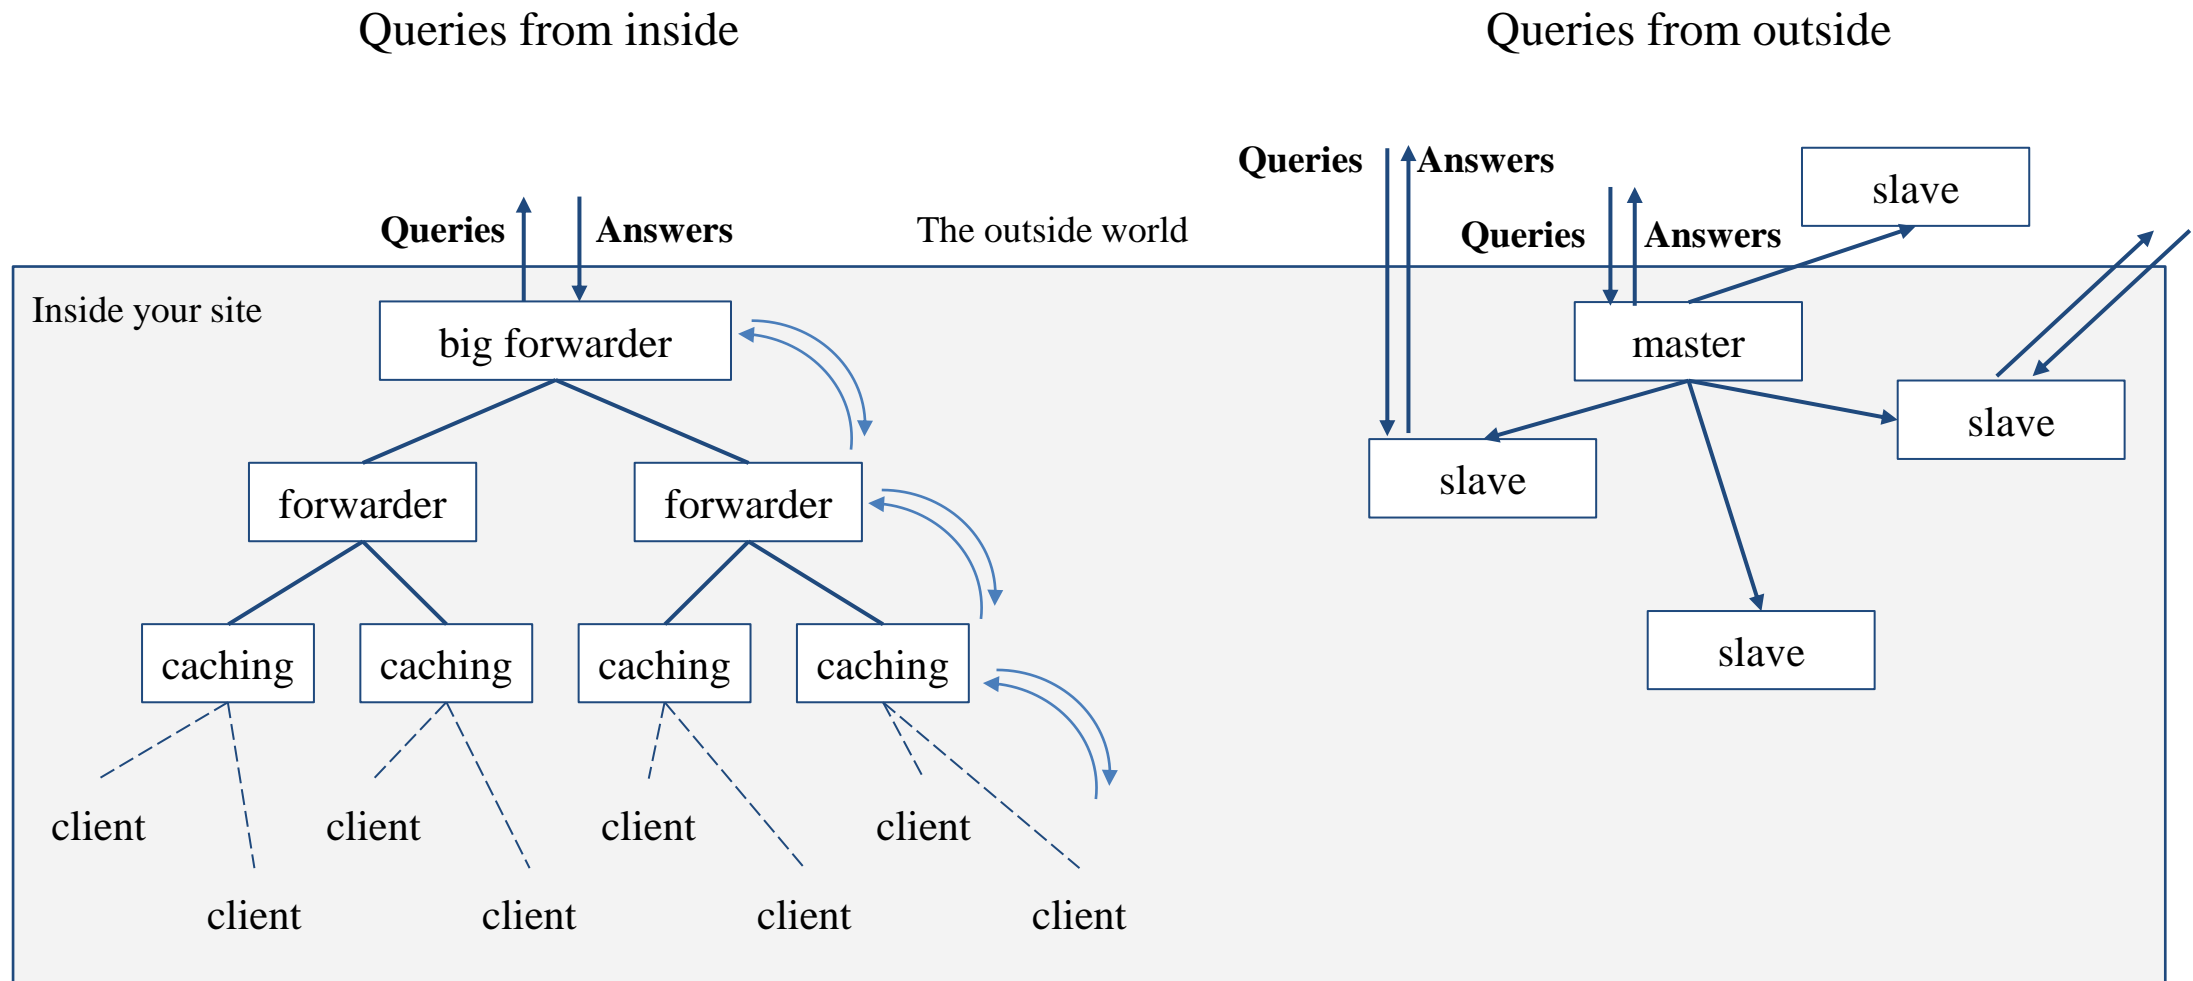 Queries from inside
Queries from outside
Queries
Answers
slave
Queries
Answers
The outside world
Queries
Answers
Inside your site
big forwarder
master
slave
slave
forwarder
forwarder
caching
caching
caching
caching
slave
client
client
client
client
client
client
client
client